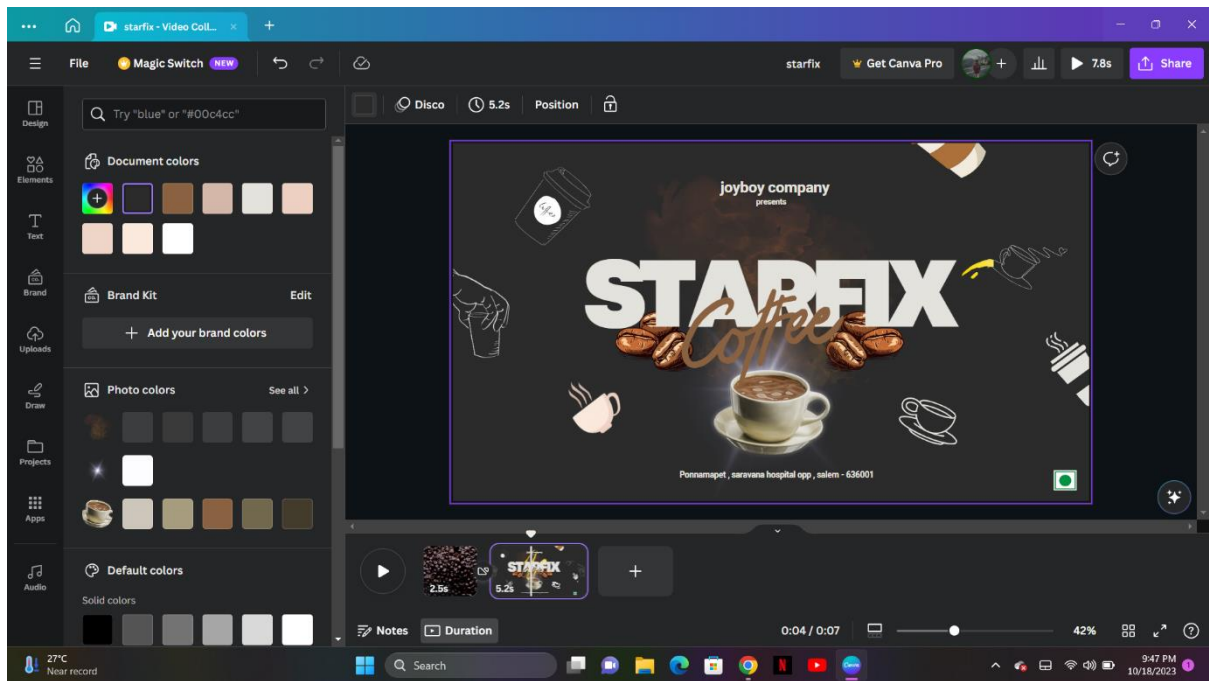 starfix - Video Coll...
File
Magic Switch NEW
starfix
Get Canva Pro
7.8s
Share
Design
Elements
Text
Brand
Uploads
Draw
Projects
Apps
Audio
Try "blue" or "#00c4cc"
Document colors
Brand Kit
Edit
+ Add your brand colors
Photo colors
See all >
Default colors
Solid colors
Disco
5.2s
Position
joyboy company
presents
Coffee
STARFIX
Coffee
Ponnamapet , saravana hospital opp , salem - 636001
2.5s
5.2s
STARFIX
Notes
Duration
0:04 / 0:07
42%
27°C
Near record
Search
9:47 PM
10/18/2023
1